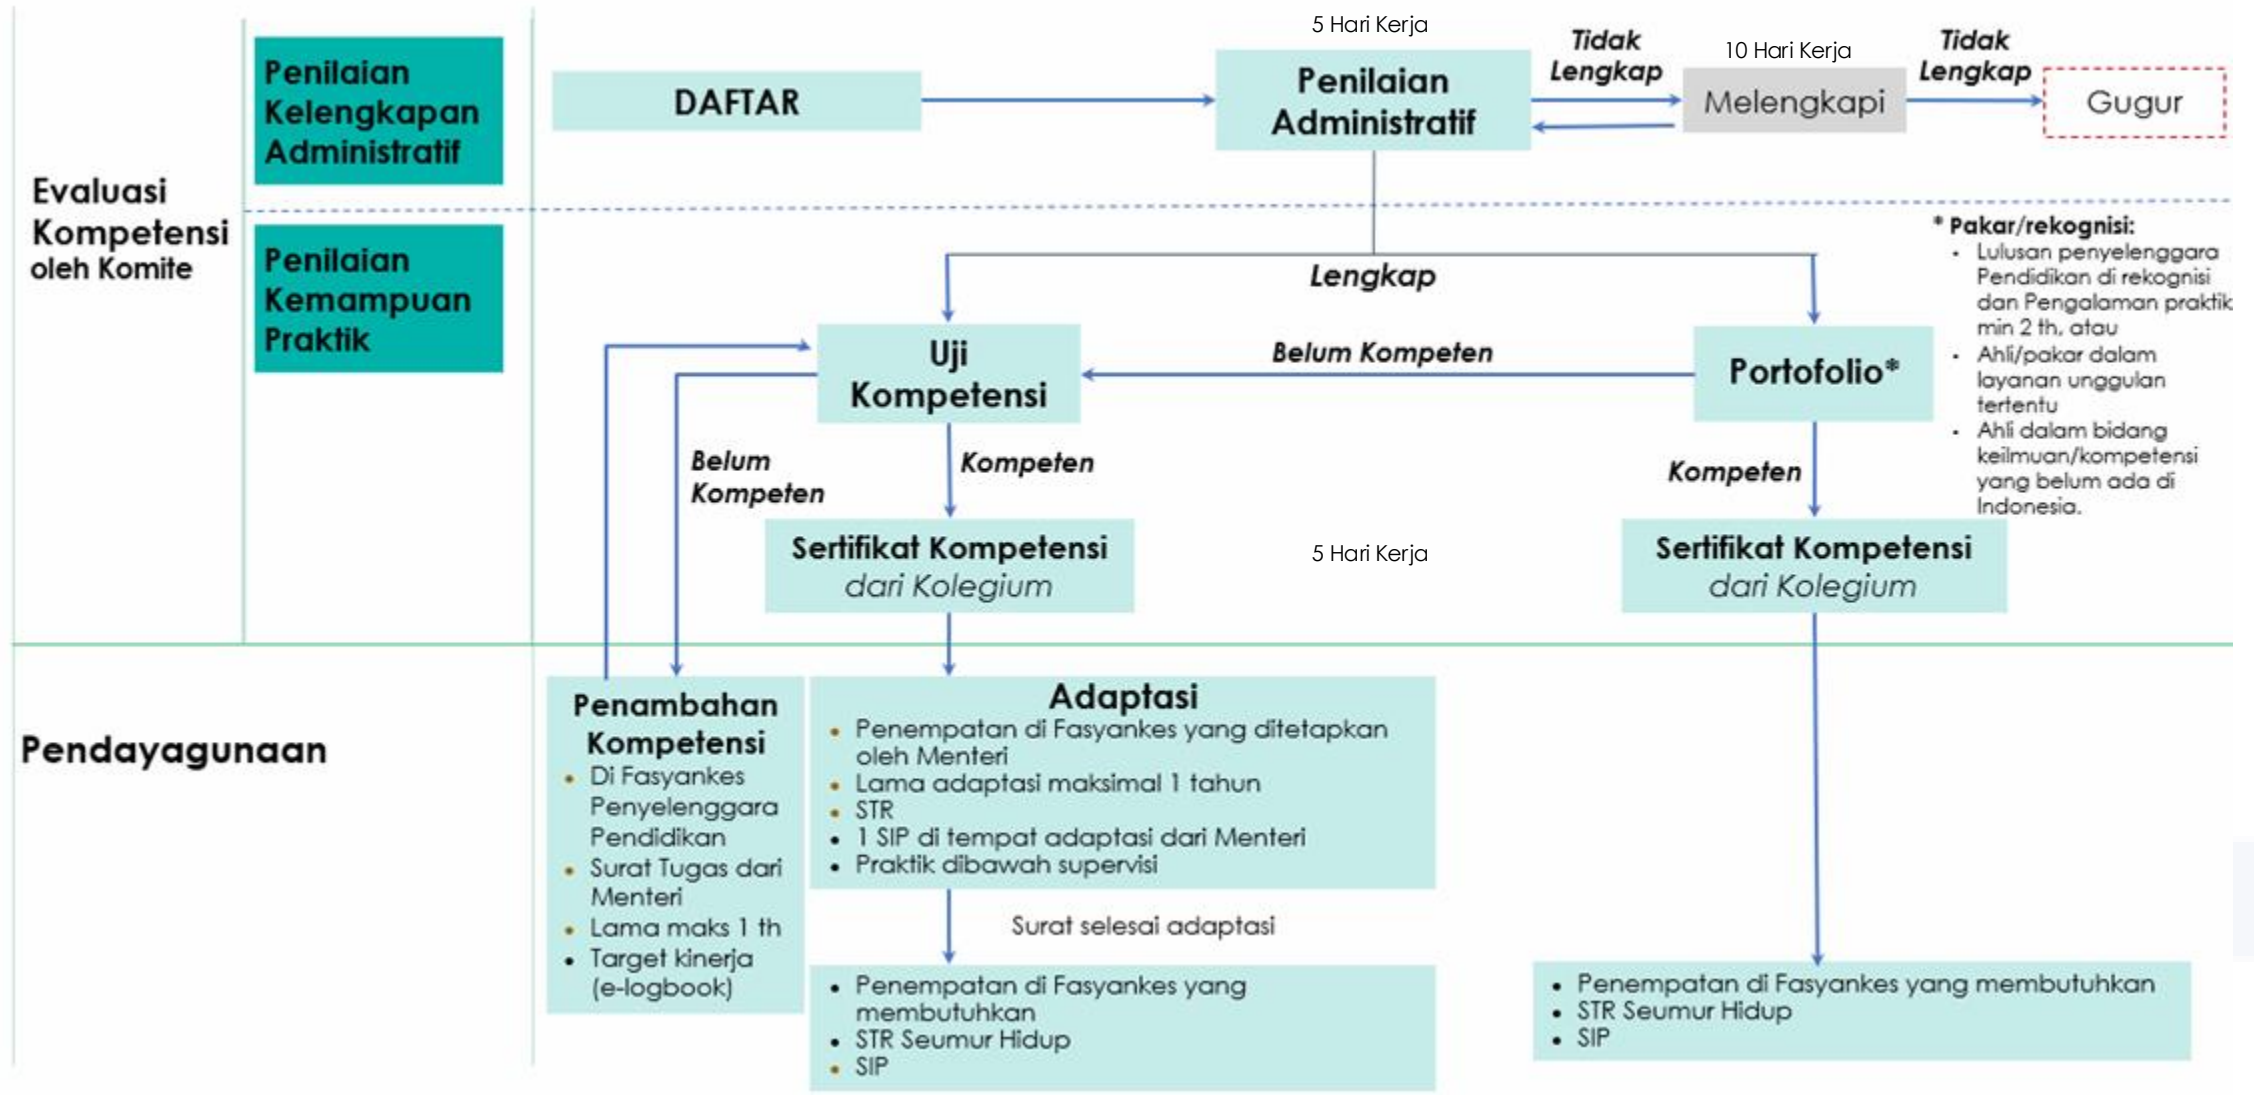 Evaluasi
Kompetensi
oleh Komite
Penilaian
Kelengkapan
Administratif
DAFTAR
5 Hari Kerja
Penilaian
Administratif
Tidak
Lengkap
10 Hari Kerja
Melengkapi
Tidak
Lengkap
Gugur
Penilaian
Kemampuan
Praktik
Lengkap
* Pakar/rekognisi:
• Lulusan penyelenggara
Pendidikan di rekognisi
dan Pengalaman praktik
min 2 th, atau
• Ahli/pakar dalam
layanan unggulan
tertentu
• Ahli dalam bidang
keilmuan/kompetensi
yang belum ada di
Indonesia.
Uji
Kompetensi
Belum Kompeten
Portofolio*
Belum
Kompeten
Kompeten
Kompeten
Sertifikat Kompetensi
dari Kolegium
5 Hari Kerja
Sertifikat Kompetensi
dari Kolegium
Pendayagunaan
Penambahan
Kompetensi
• Di Fasyankes
Penyelenggara
Pendidikan
• Surat Tugas dari
Menteri
• Lama maks 1 th
• Target kinerja
(e-logbook)
Adaptasi
• Penempatan di Fasyankes yang ditetapkan
oleh Menteri
• Lama adaptasi maksimal 1 tahun
• STR
• 1 SIP di tempat adaptasi dari Menteri
• Praktik dibawah supervisi
Surat selesai adaptasi
• Penempatan di Fasyankes yang
membutuhkan
• STR Seumur Hidup
• SIP
• Penempatan di Fasyankes yang membutuhkan
• STR Seumur Hidup
• SIP